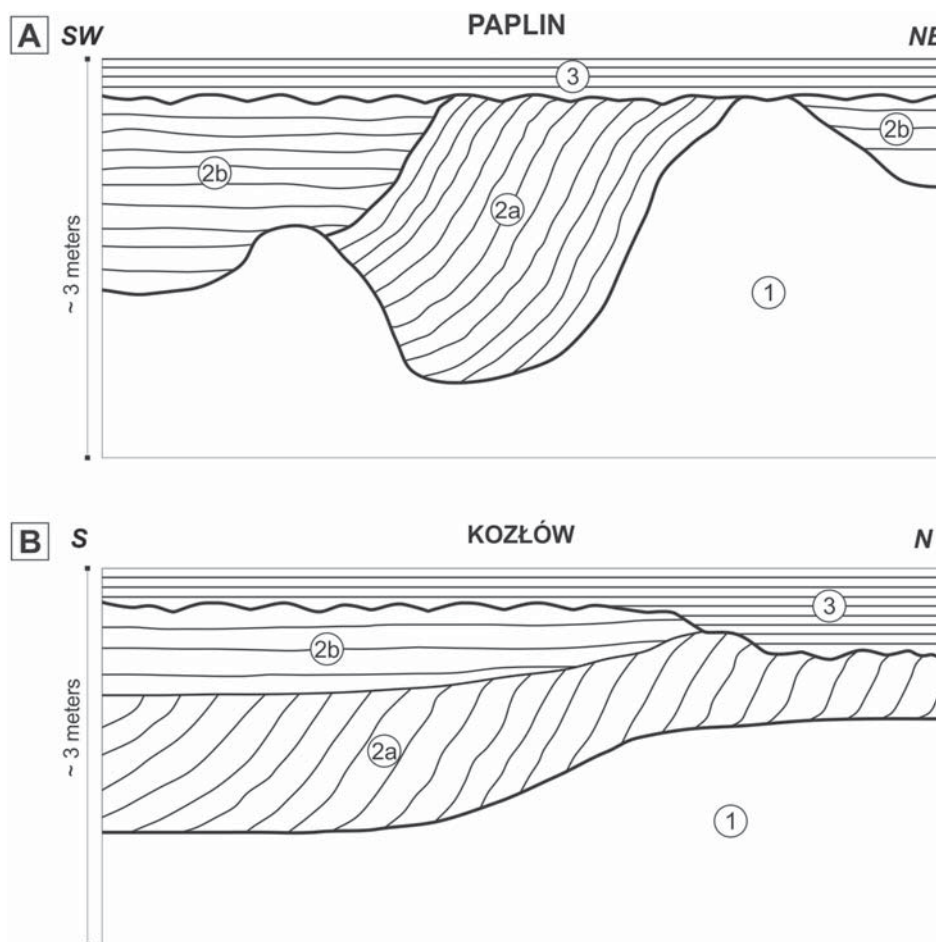 A SW PAPLIN NE
3
2b
2b
2a
1
~ 3 meters
B S KOZŁÓW N
3
2b
2a
1
~ 3 meters